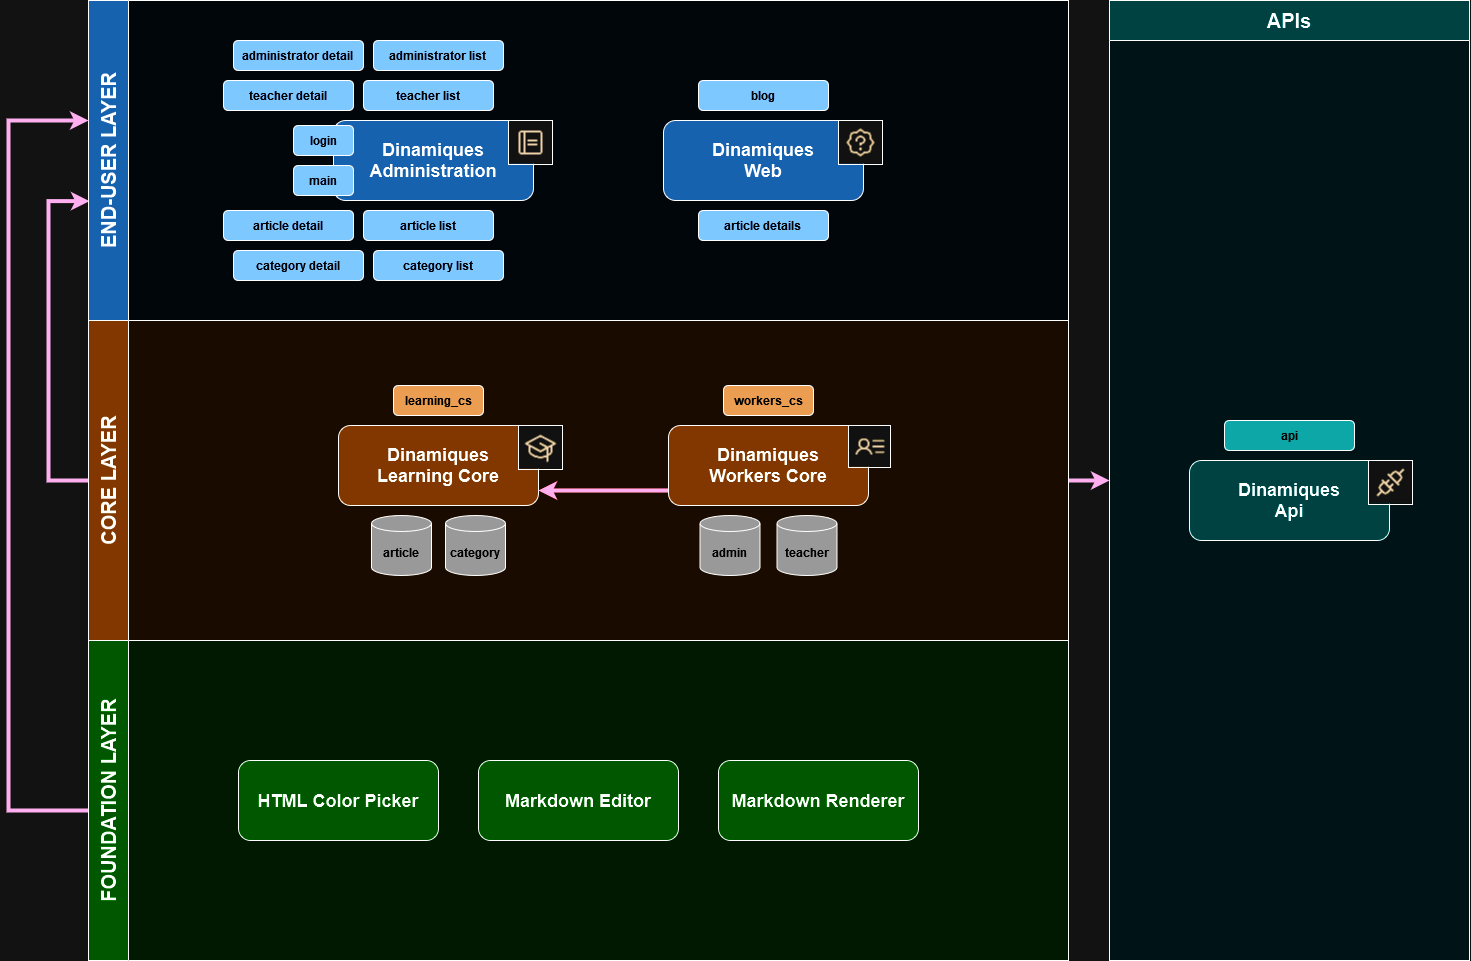 END-USER LAYER
administrator detail
administrator list
teacher detail
teacher list
login
main
Dinamiques
Administration
article detail
article list
category detail
category list
blog
Dinamiques
Web
article details
CORE LAYER
learning_cs
Dinamiques
Learning Core
article
category
workers_cs
Dinamiques
Workers Core
admin
teacher
FOUNDATION LAYER
HTML Color Picker
Markdown Editor
Markdown Renderer
APIs
api
Dinamiques
Api